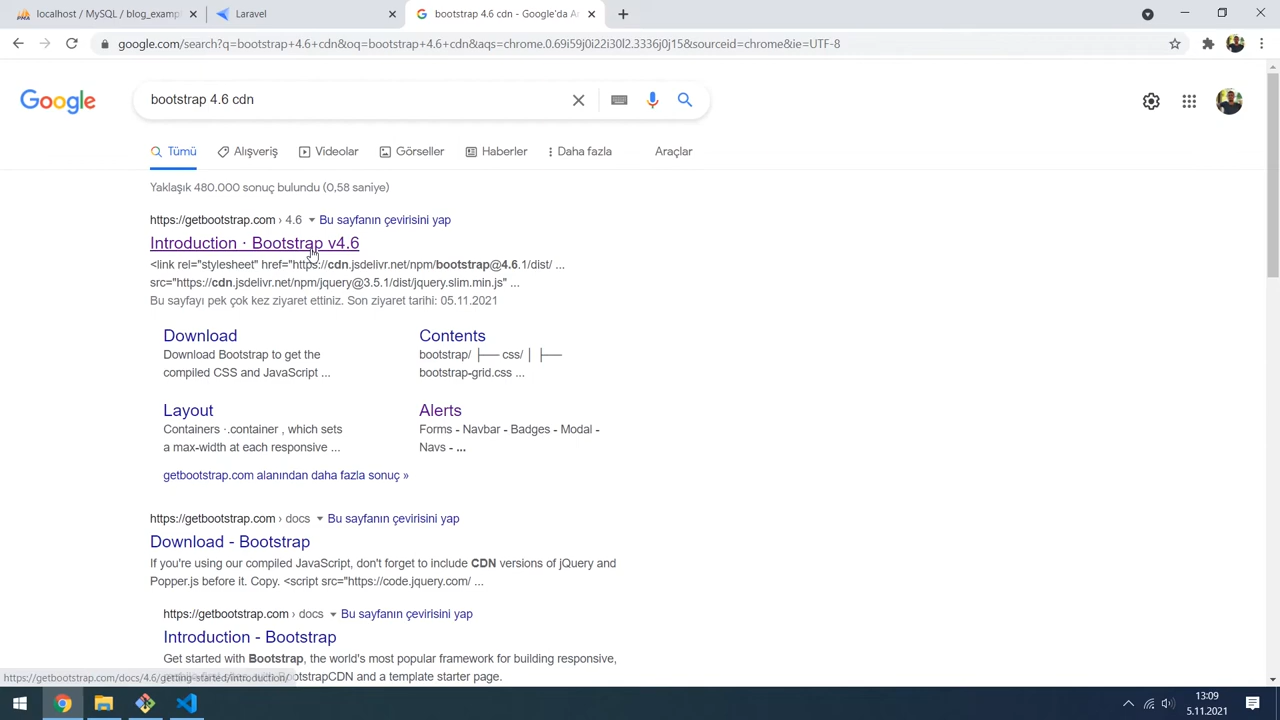 localhost / MySQL / blog_exampl
Laravel
bootstrap 4.6 cdn - Google'da Ar
google.com/search?q=bootstrap+4.6+cdn&oq=bootstrap+4.6+cdn&aqs=chrome.0.69i59j0i22i30l2.3336j0j15&sourceid=chrome&ie=UTF-8
Google
bootstrap 4.6 cdn
Tümü
Alışveriş
Videolar
Görseller
Haberler
Daha fazla
Araçlar
Yaklaşık 480.000 sonuç bulundu (0,58 saniye)
https://getbootstrap.com › 4.6 Bu sayfanın çevirisini yap
Introduction · Bootstrap v4.6
<link rel="stylesheet" href="https://cdn.jsdelivr.net/npm/bootstrap@4.6.1/dist/ ...
src="https://cdn.jsdelivr.net/npm/jquery@3.5.1/dist/jquery.slim.min.js" ...
Bu sayfayı pek çok kez ziyaret ettiniz. Son ziyaret tarihi: 05.11.2021
Download
Contents
Download Bootstrap to get the
bootstrap/ ├── css/ │ ├──
compiled CSS and JavaScript ...
bootstrap-grid.css ...
Layout
Alerts
Containers ·.container , which sets
Forms - Navbar - Badges - Modal -
a max-width at each responsive ...
Navs - ...
getbootstrap.com alanından daha fazla sonuç »
https://getbootstrap.com › docs Bu sayfanın çevirisini yap
Download - Bootstrap
If you're using our compiled JavaScript, don't forget to include CDN versions of jQuery and
Popper.js before it. Copy. <script src="https://code.jquery.com/ ...
https://getbootstrap.com › docs Bu sayfanın çevirisini yap
Introduction - Bootstrap
Get started with Bootstrap, the world's most popular framework for building responsive,
https://getbootstrap.com/docs/4.6/getting-started/introduction/
otstrapCDN and a template starter page.
13:09
5.11.2021